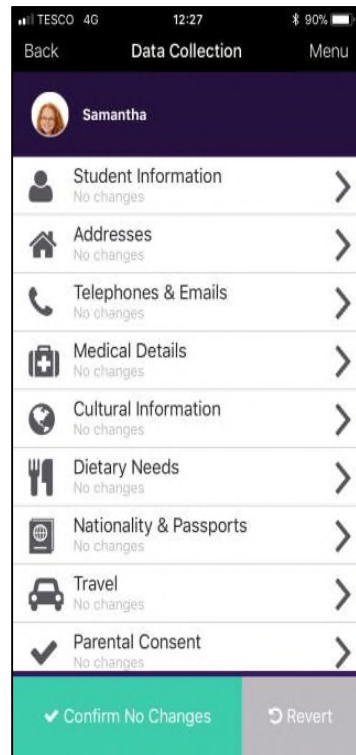 TESCO 4G 12:27 90%
Back Data Collection Menu
Samantha
Student Information
No changes
Addresses
No changes
Telephones & Emails
No changes
Medical Details
No changes
Cultural Information
No changes
Dietary Needs
No changes
Nationality & Passports
No changes
Travel
No changes
Parental Consent
No changes
Confirm No Changes Revert